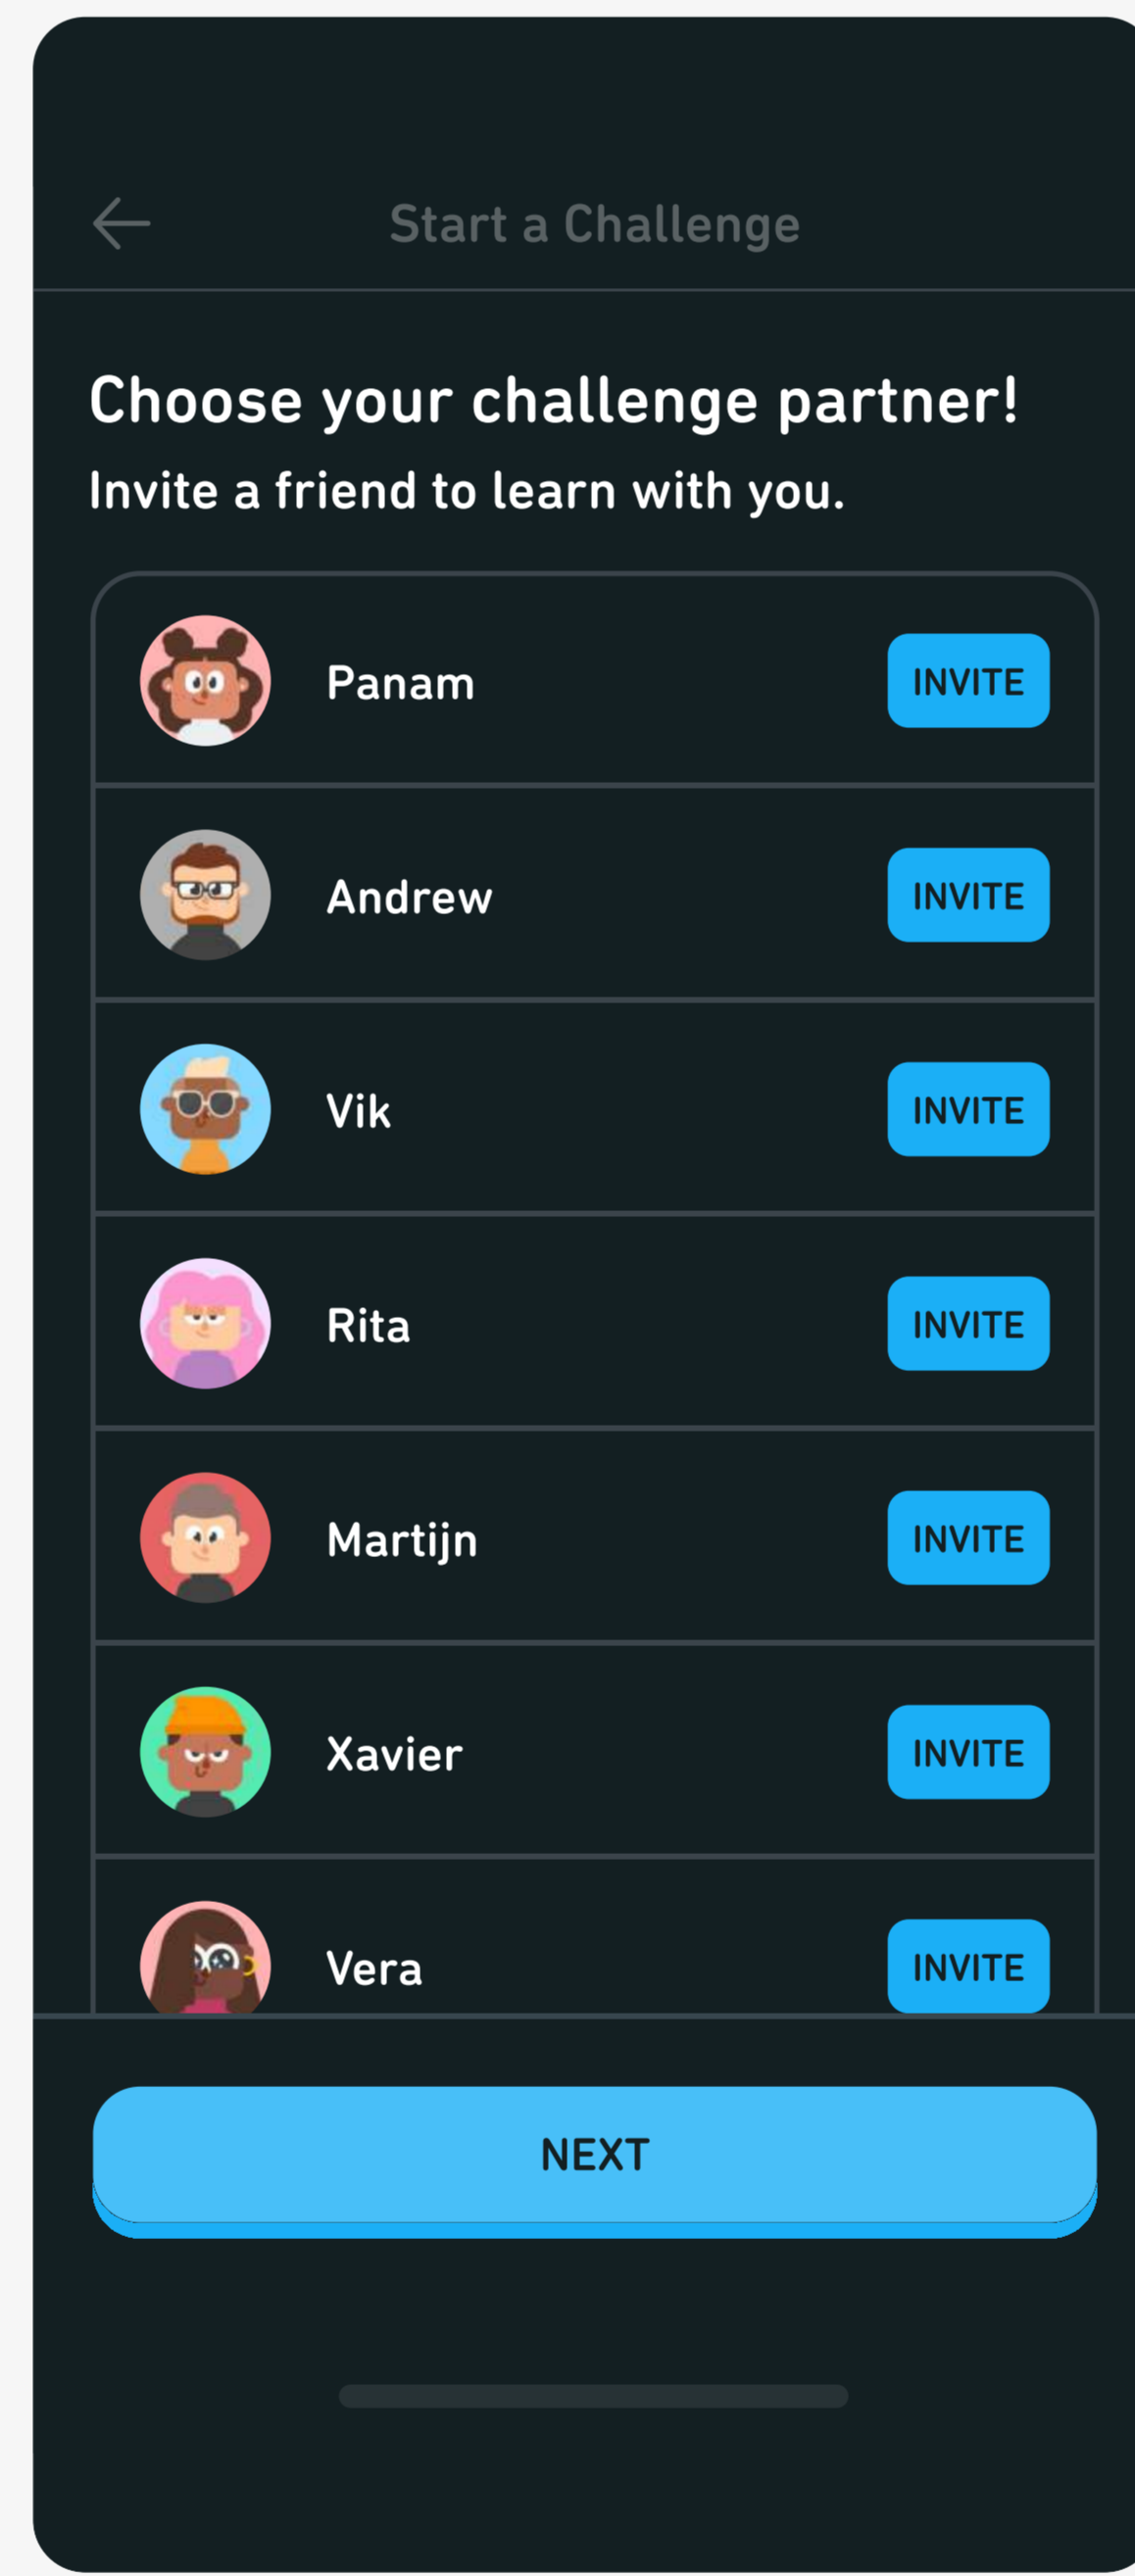 Start a Challenge
Choose your challenge partner!
Invite a friend to learn with you.
Panam INVITE
Andrew INVITE
Vik INVITE
Rita INVITE
Martijn INVITE
Xavier INVITE
Vera INVITE
NEXT